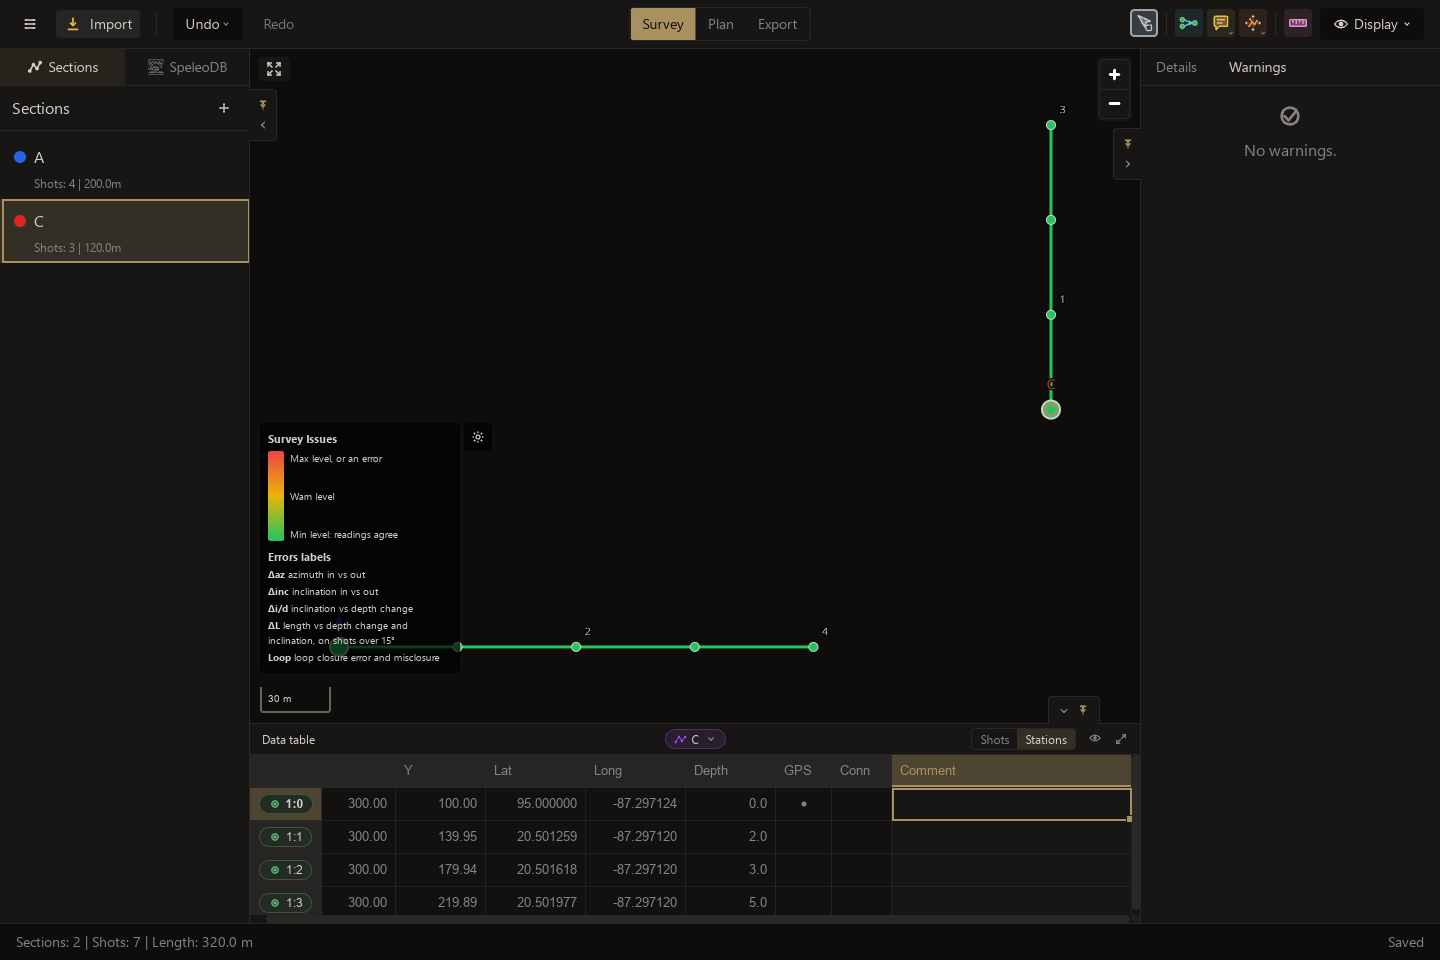 Import
Undo
Redo
Survey
Plan
Export
Display
Sections
SpeleoDB
Details
Warnings
Sections
No warnings.
A
Shots: 4 | 200.0m
C
Shots: 3 | 120.0m
3
1
C
Survey Issues
Max level, or an error
Warn level
Min level: readings agree
Errors labels
Δaz azimuth in vs out
Δinc inclination in vs out
Δi/d inclination vs depth change
ΔL length vs depth change and
inclination, on shots over 15°
Loop loop closure error and misclosure
2
4
30 m
Data table
C
Shots
Stations
Y Lat Long Depth GPS Conn Comment
1:0 300.00 100.00 95.000000 -87.297124 0.0
1:1 300.00 139.95 20.501259 -87.297120 2.0
1:2 300.00 179.94 20.501618 -87.297120 3.0
1:3 300.00 219.89 20.501977 -87.297120 5.0
Sections: 2 | Shots: 7 | Length: 320.0 m
Saved